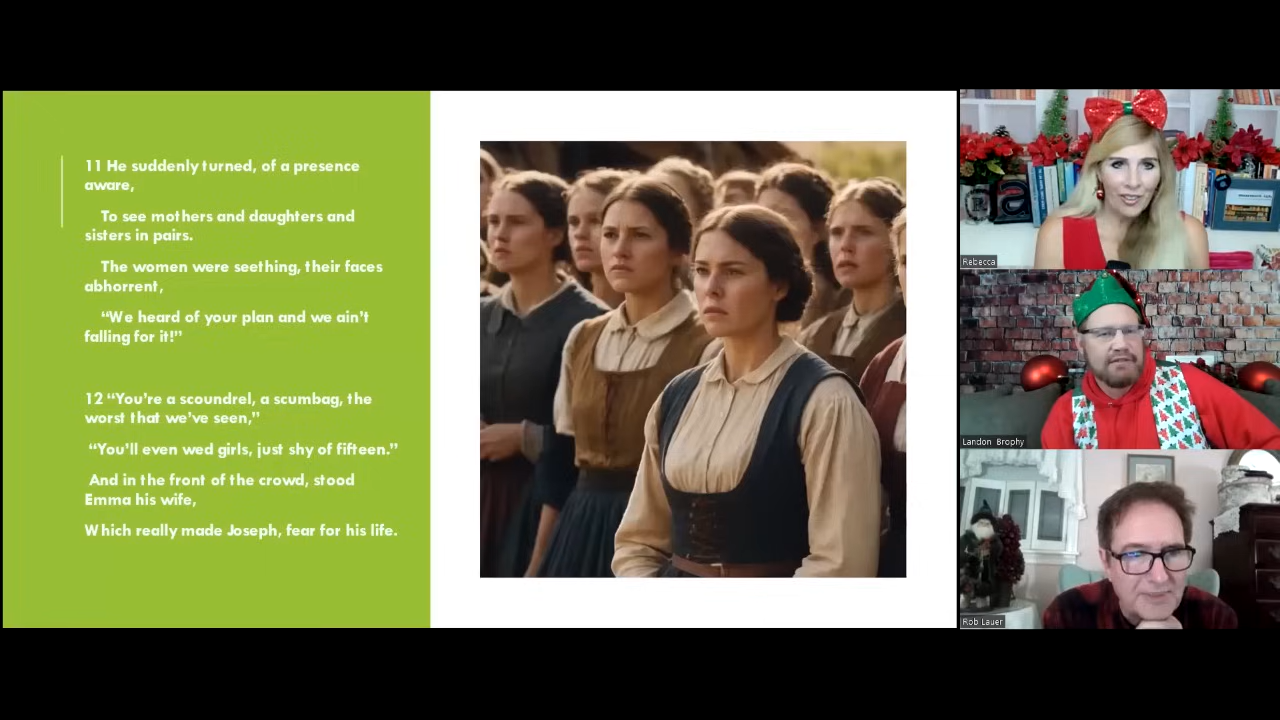 11 He suddenly turned, of a presence
aware,
To see mothers and daughters and
sisters in pairs.
The women were seething, their faces
abhorrent,
“We heard of your plan and we ain’t
falling for it!”
12 “You’re a scoundrel, a scumbag, the
worst that we’ve seen,”
“You’ll even wed girls, just shy of fifteen.”
And in the front of the crowd, stood
Emma his wife,
Which really made Joseph, fear for his life.
Rebecca
Landon Brophy
Rob Lauer